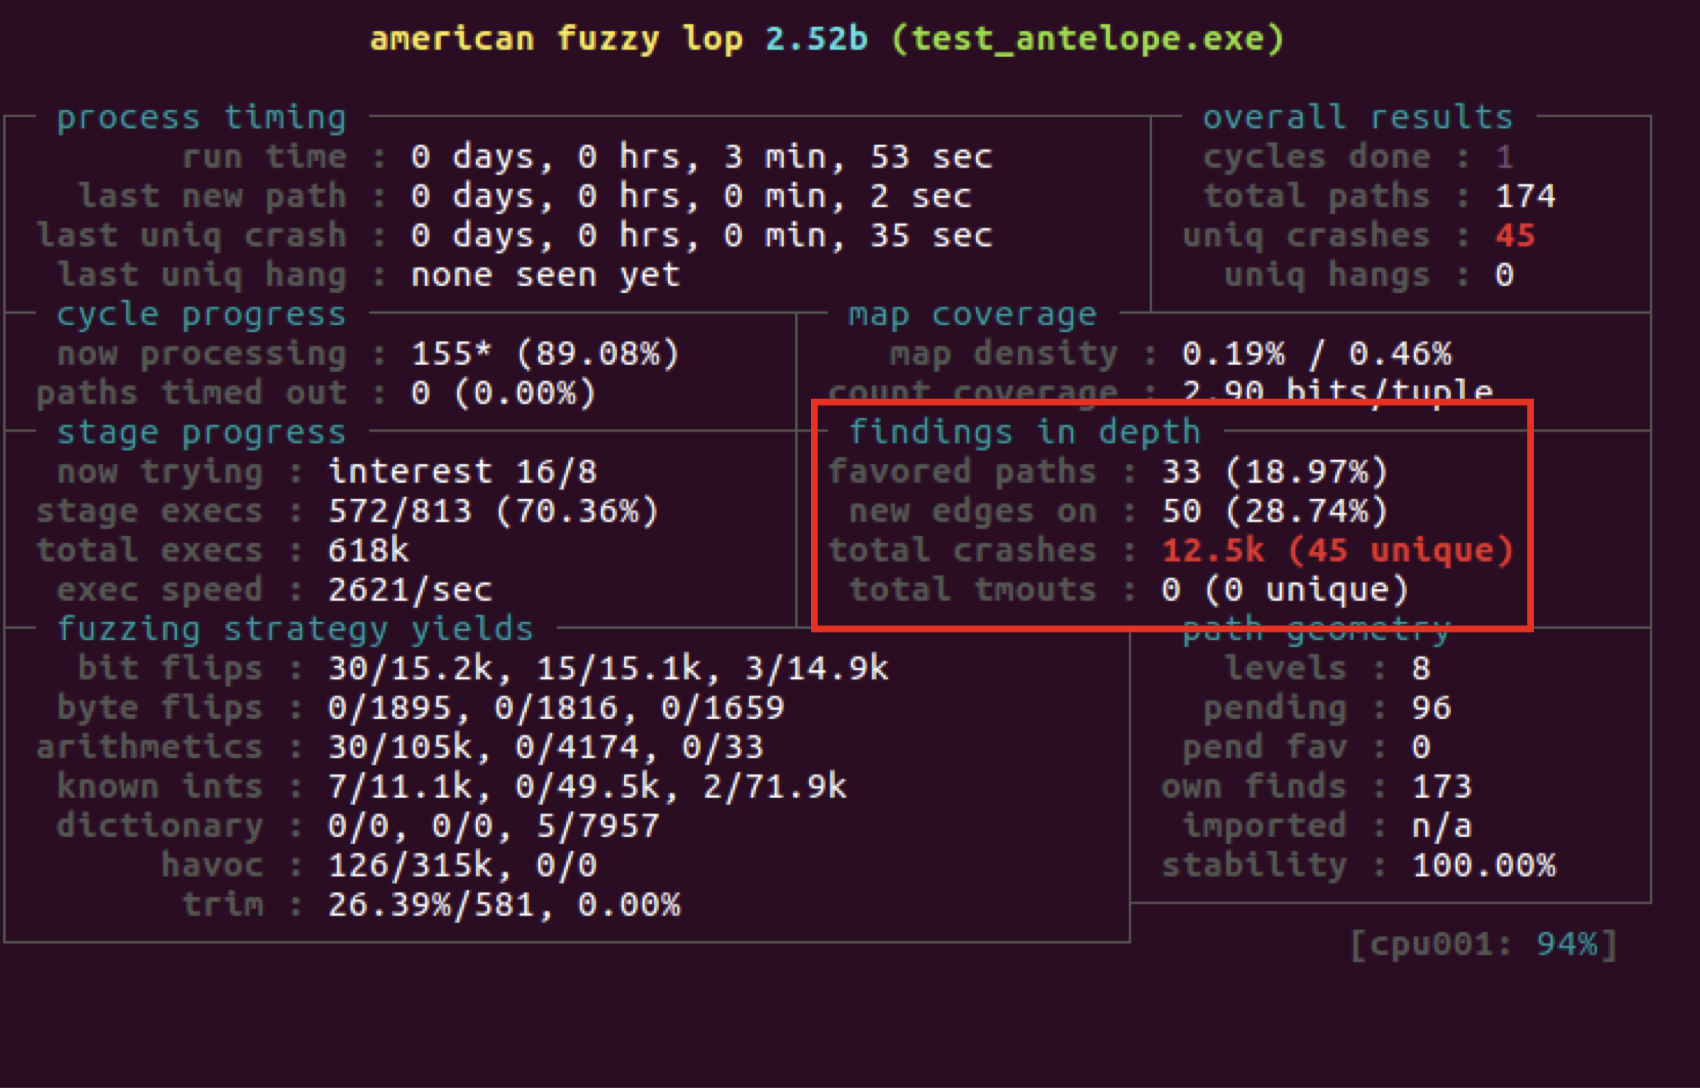 american fuzzy lop 2.52b (test_antelope.exe)
process timing
run time : 0 days, 0 hrs, 3 min, 53 sec
last new path : 0 days, 0 hrs, 0 min, 2 sec
last uniq crash : 0 days, 0 hrs, 0 min, 35 sec
last uniq hang : none seen yet
overall results
cycles done : 1
total paths : 174
uniq crashes : 45
uniq hangs : 0
cycle progress
now processing : 155* (89.08%)
paths timed out : 0 (0.00%)
map coverage
map density : 0.19% / 0.46%
count coverage : 2.90 bits/tuple
stage progress
now trying : interest 16/8
stage execs : 572/813 (70.36%)
total execs : 618k
exec speed : 2621/sec
findings in depth
favored paths : 33 (18.97%)
new edges on : 50 (28.74%)
total crashes : 12.5k (45 unique)
total tmouts : 0 (0 unique)
fuzzing strategy yields
bit flips : 30/15.2k, 15/15.1k, 3/14.9k
byte flips : 0/1895, 0/1816, 0/1659
arithmetics : 30/105k, 0/4174, 0/33
known ints : 7/11.1k, 0/49.5k, 2/71.9k
dictionary : 0/0, 0/0, 5/7957
havoc : 126/315k, 0/0
trim : 26.39%/581, 0.00%
path geometry
levels : 8
pending : 96
pend fav : 0
own finds : 173
imported : n/a
stability : 100.00%
[cpu001: 94%]